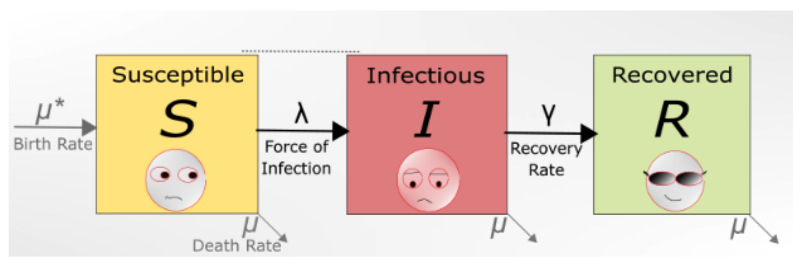 Susceptible
S
Infectious
I
Recovered
R
μ*
Birth Rate
λ
Force of
Infection
γ
Recovery
Rate
μ
Death Rate
μ
μ